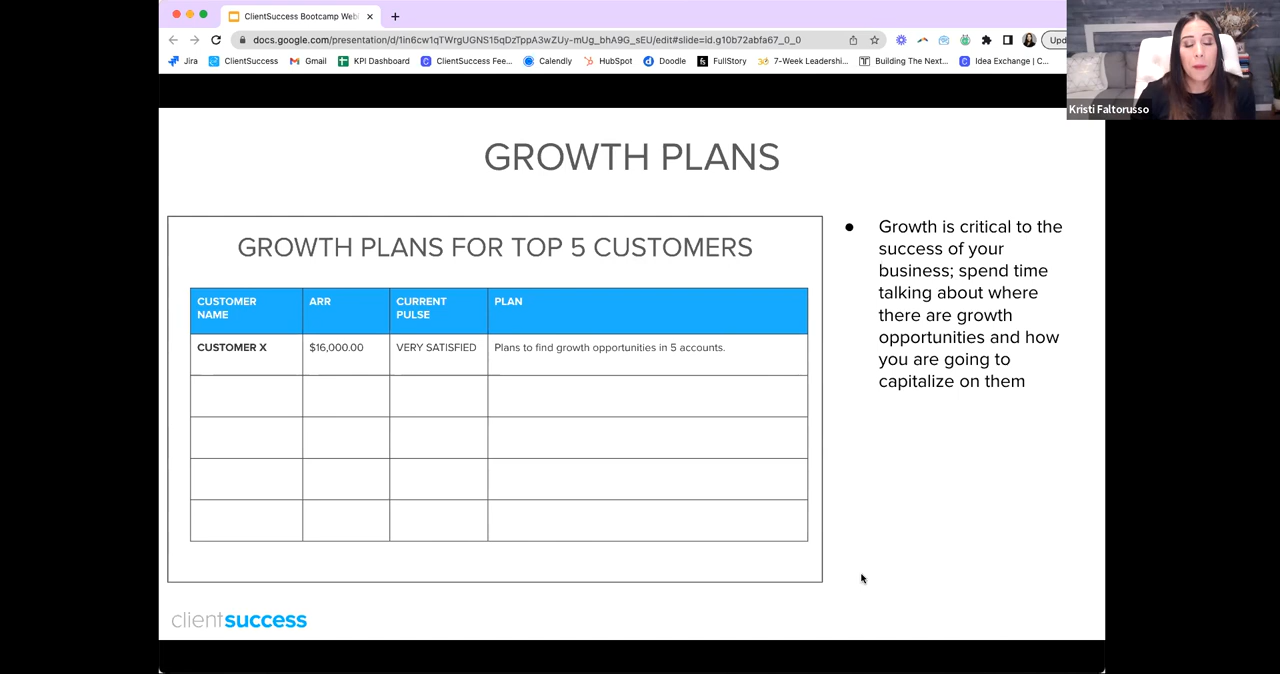 ClientSuccess Bootcamp Webi
docs.google.com/presentation/d/1in6cw1qTWrgUGNS15qDzTppA3wZUy-mUg_bhA9G_sEU/edit#slide=id.g10b72abfa67_0_0
Upd
Jira ClientSuccess Gmail KPI Dashboard ClientSuccess Fee... Calendly HubSpot Doodle FullStory 7-Week Leadershi... Building The Next... Idea Exchange | C...
Kristi Faltorusso
GROWTH PLANS
GROWTH PLANS FOR TOP 5 CUSTOMERS
CUSTOMER
NAME
ARR
CURRENT
PULSE
PLAN
CUSTOMER X $16,000.00 VERY SATISFIED Plans to find growth opportunities in 5 accounts.
● Growth is critical to the
success of your
business; spend time
talking about where
there are growth
opportunities and how
you are going to
capitalize on them
clientsuccess